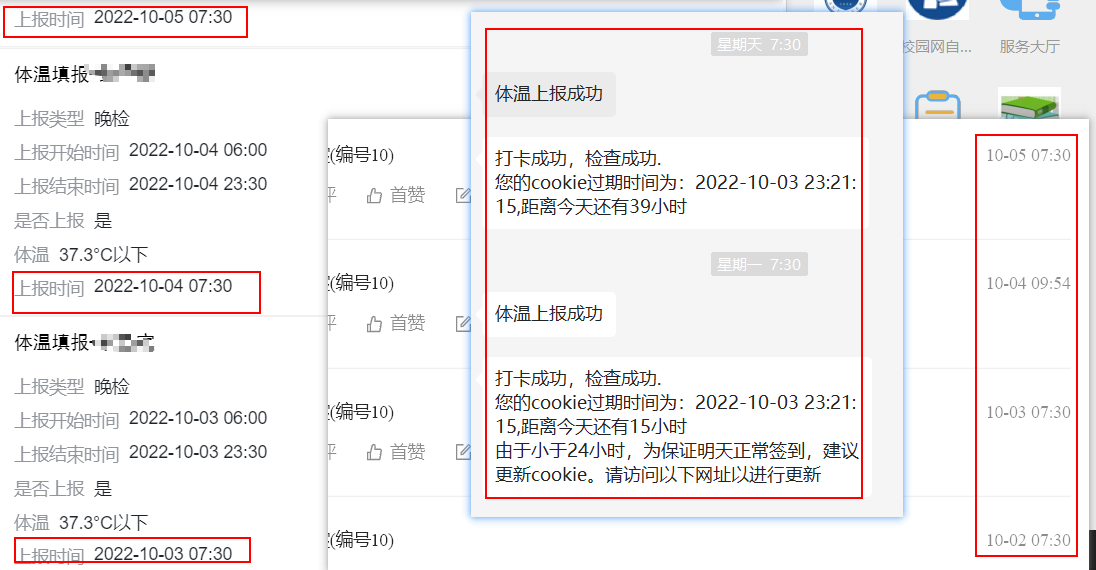 上报时间 2022-10-05 07:30
体温填报
上报类型 晚检
上报开始时间 2022-10-04 06:00
上报结束时间 2022-10-04 23:30
是否上报 是
体温 37.3°C以下
上报时间 2022-10-04 07:30
体温填报
上报类型 晚检
上报开始时间 2022-10-03 06:00
上报结束时间 2022-10-03 23:30
是否上报 是
体温 37.3°C以下
上报时间 2022-10-03 07:30
(编号10)
首赞
(编号10)
首赞
(编号10)
首赞
(编号10)
星期天 7:30
体温上报成功
打卡成功，检查成功.
您的cookie过期时间为：2022-10-03 23:21:
15,距离今天还有39小时
星期一 7:30
体温上报成功
打卡成功，检查成功.
您的cookie过期时间为：2022-10-03 23:21:
15,距离今天还有15小时
由于小于24小时，为保证明天正常签到，建议
更新cookie。请访问以下网址以进行更新
校园网自...
服务大厅
10-05 07:30
10-04 09:54
10-03 07:30
10-02 07:30